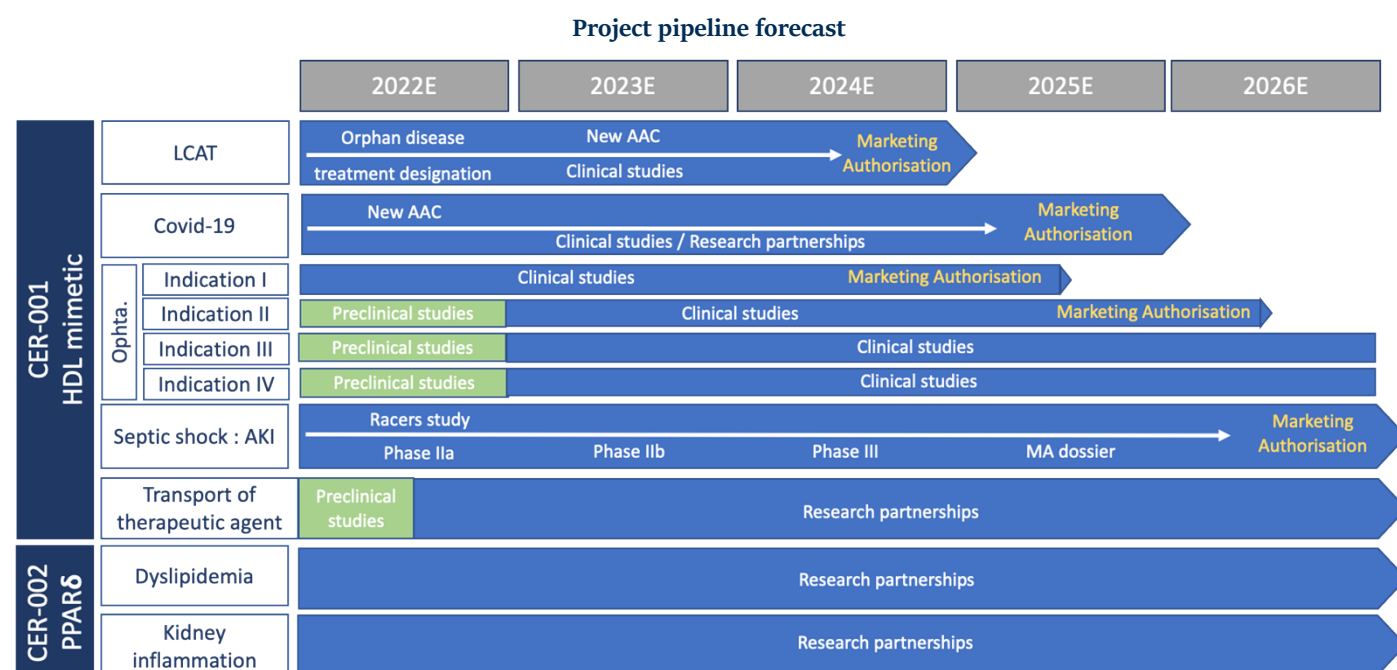 Project pipeline forecast
2022E
2023E
2024E
2025E
2026E
CER-001
HDL mimetic
LCAT
Orphan disease
treatment designation
New AAC
Clinical studies
Marketing
Authorisation
Covid-19
New AAC
Clinical studies / Research partnerships
Marketing
Authorisation
Ophta.
Indication I
Clinical studies
Marketing Authorisation
Indication II
Preclinical studies
Clinical studies
Marketing Authorisation
Indication III
Preclinical studies
Clinical studies
Indication IV
Preclinical studies
Clinical studies
Septic shock : AKI
Racers study
Phase IIa
Phase IIb
Phase III
MA dossier
Marketing
Authorisation
Transport of
therapeutic agent
Preclinical
studies
Research partnerships
CER-002
PPARδ
Dyslipidemia
Research partnerships
Kidney
inflammation
Research partnerships